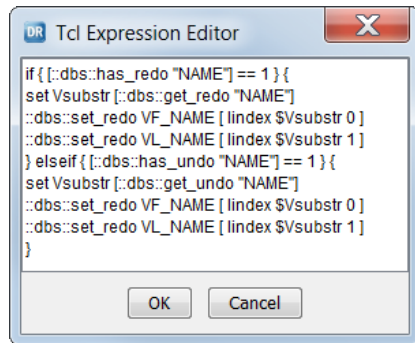 DR Tcl Expression Editor X
if { [::dbs::has_redo "NAME"] == 1 } {
set Vsubstr [::dbs::get_redo "NAME"]
::dbs::set_redo VF_NAME [ lindex $Vsubstr 0 ]
::dbs::set_redo VL_NAME [ lindex $Vsubstr 1 ]
} elseif { [::dbs::has_undo "NAME"] == 1 } {
set Vsubstr [::dbs::get_undo "NAME"]
::dbs::set_redo VF_NAME [ lindex $Vsubstr 0 ]
::dbs::set_redo VL_NAME [ lindex $Vsubstr 1 ]
}
OK Cancel